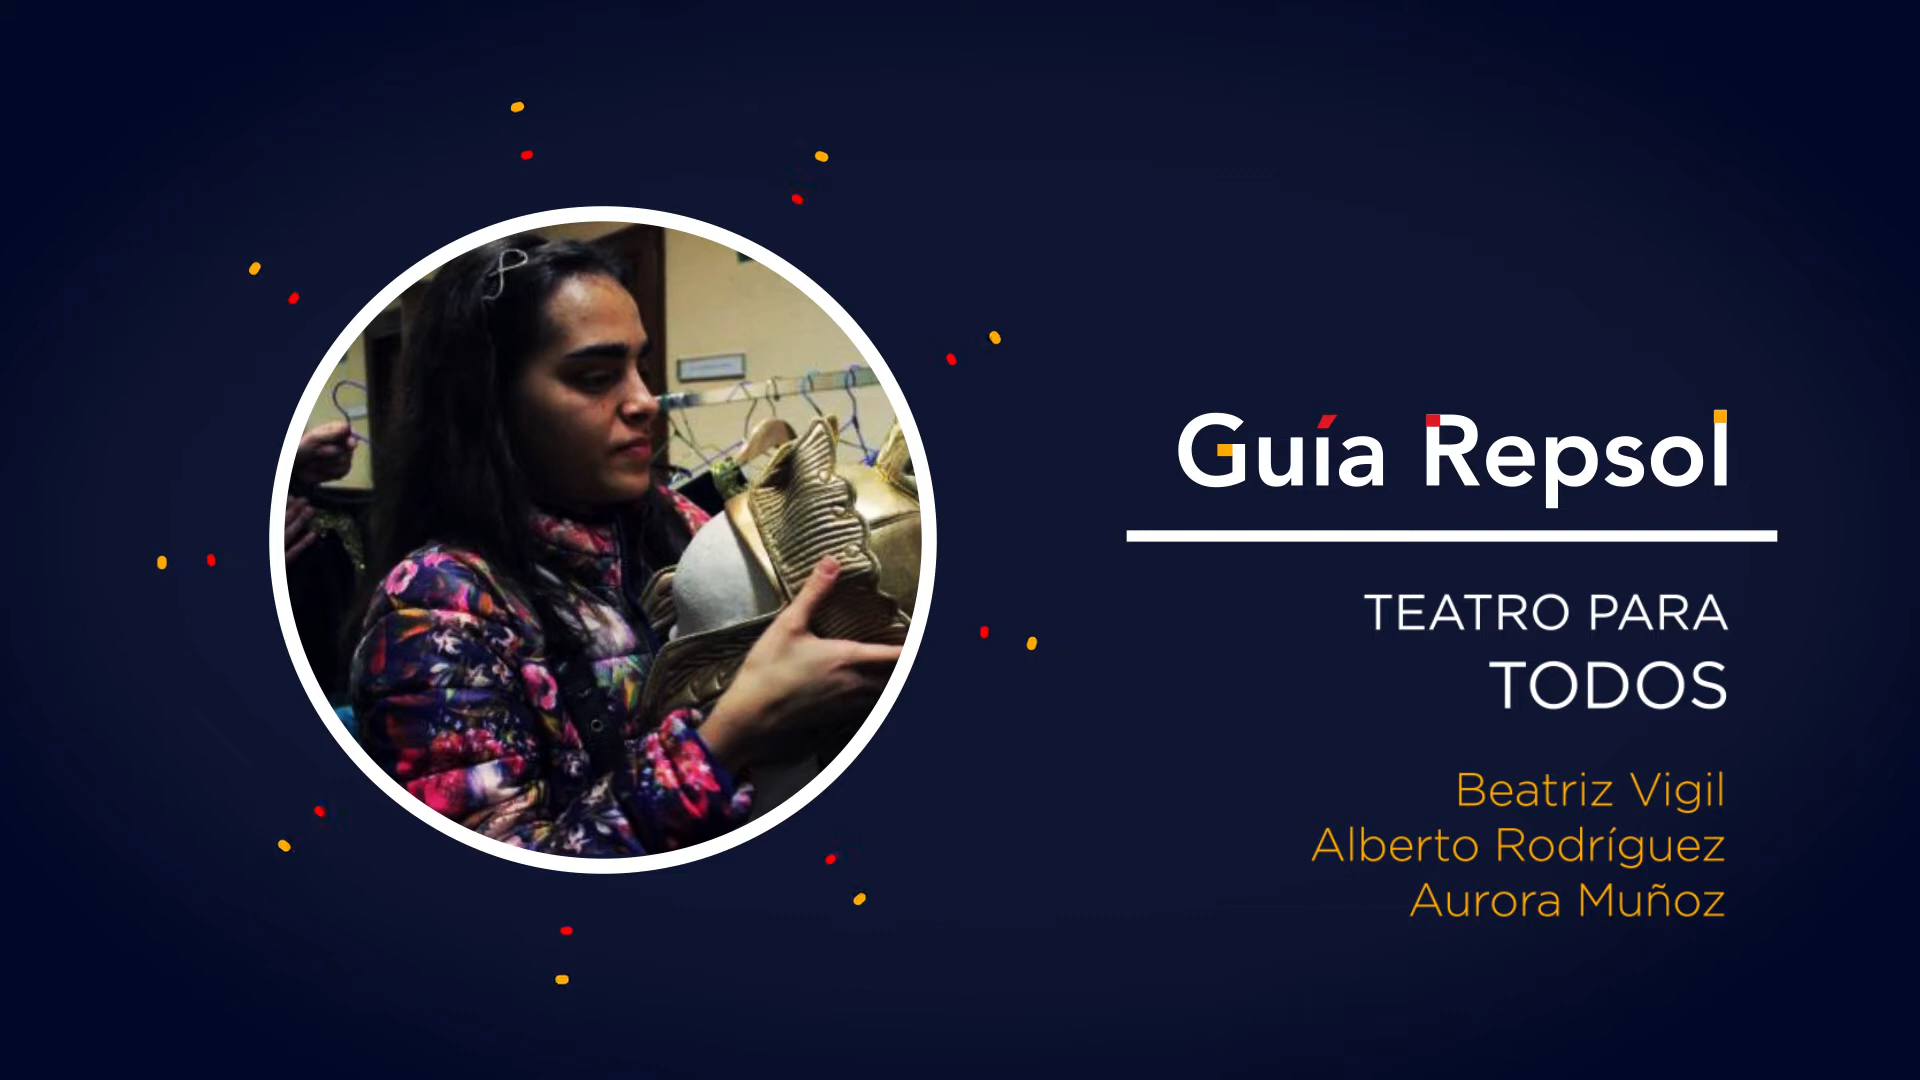 Guía Repsol
TEATRO PARA
TODOS
Beatriz Vigil
Alberto Rodríguez
Aurora Muñoz